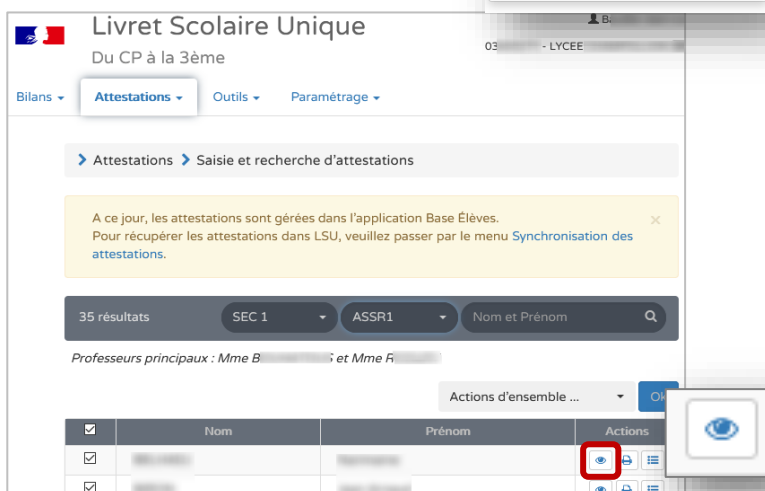 Livret Scolaire Unique
Du CP à la 3ème
03 - LYCEE
Bilans
Attestations
Outils
Paramétrage
Attestations
Saisie et recherche d'attestations
A ce jour, les attestations sont gérées dans l'application Base Élèves.
Pour récupérer les attestations dans LSU, veuillez passer par le menu Synchronisation des
attestations.
35 résultats
SEC 1
ASSR1
Nom et Prénom
Professeurs principaux : Mme B et Mme R
Actions d'ensemble ...
Ok
Nom
Prénom
Actions